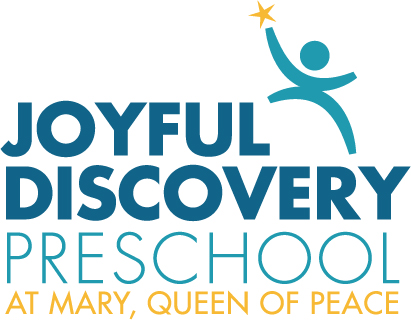 JOYFUL
DISCOVERY
PRESCHOOL
AT MARY, QUEEN OF PEACE